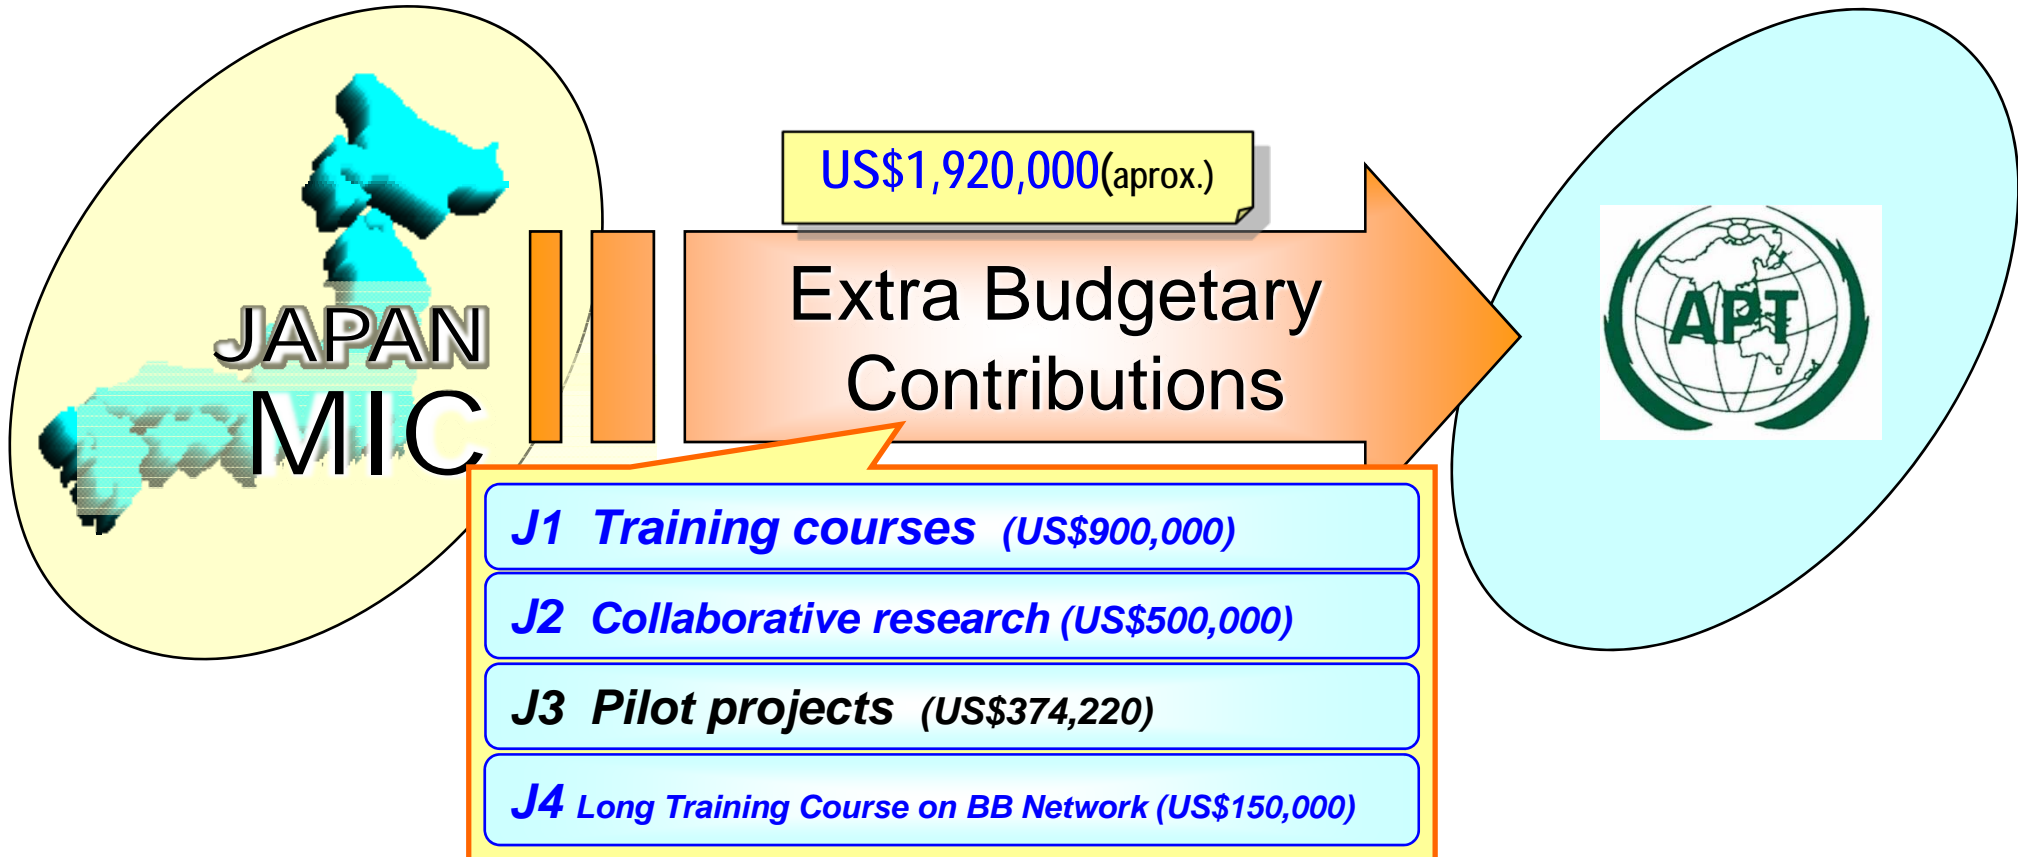 JAPAN
MIC
US$1,920,000(aprox.)
Extra Budgetary
Contributions
APT
J1 Training courses (US$900,000)
J2 Collaborative research (US$500,000)
J3 Pilot projects (US$374,220)
J4 Long Training Course on BB Network (US$150,000)